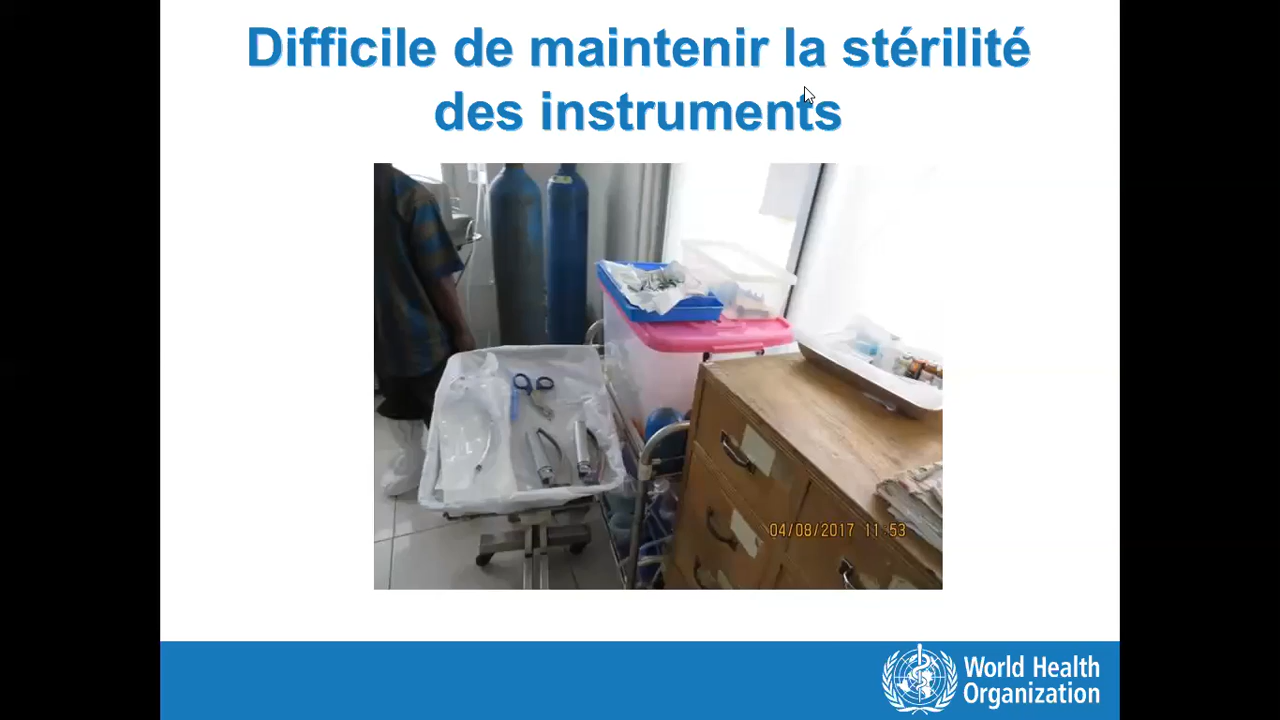 Difficile de maintenir la stérilité
des instruments
04/08/2017 11 53
World Health
Organization